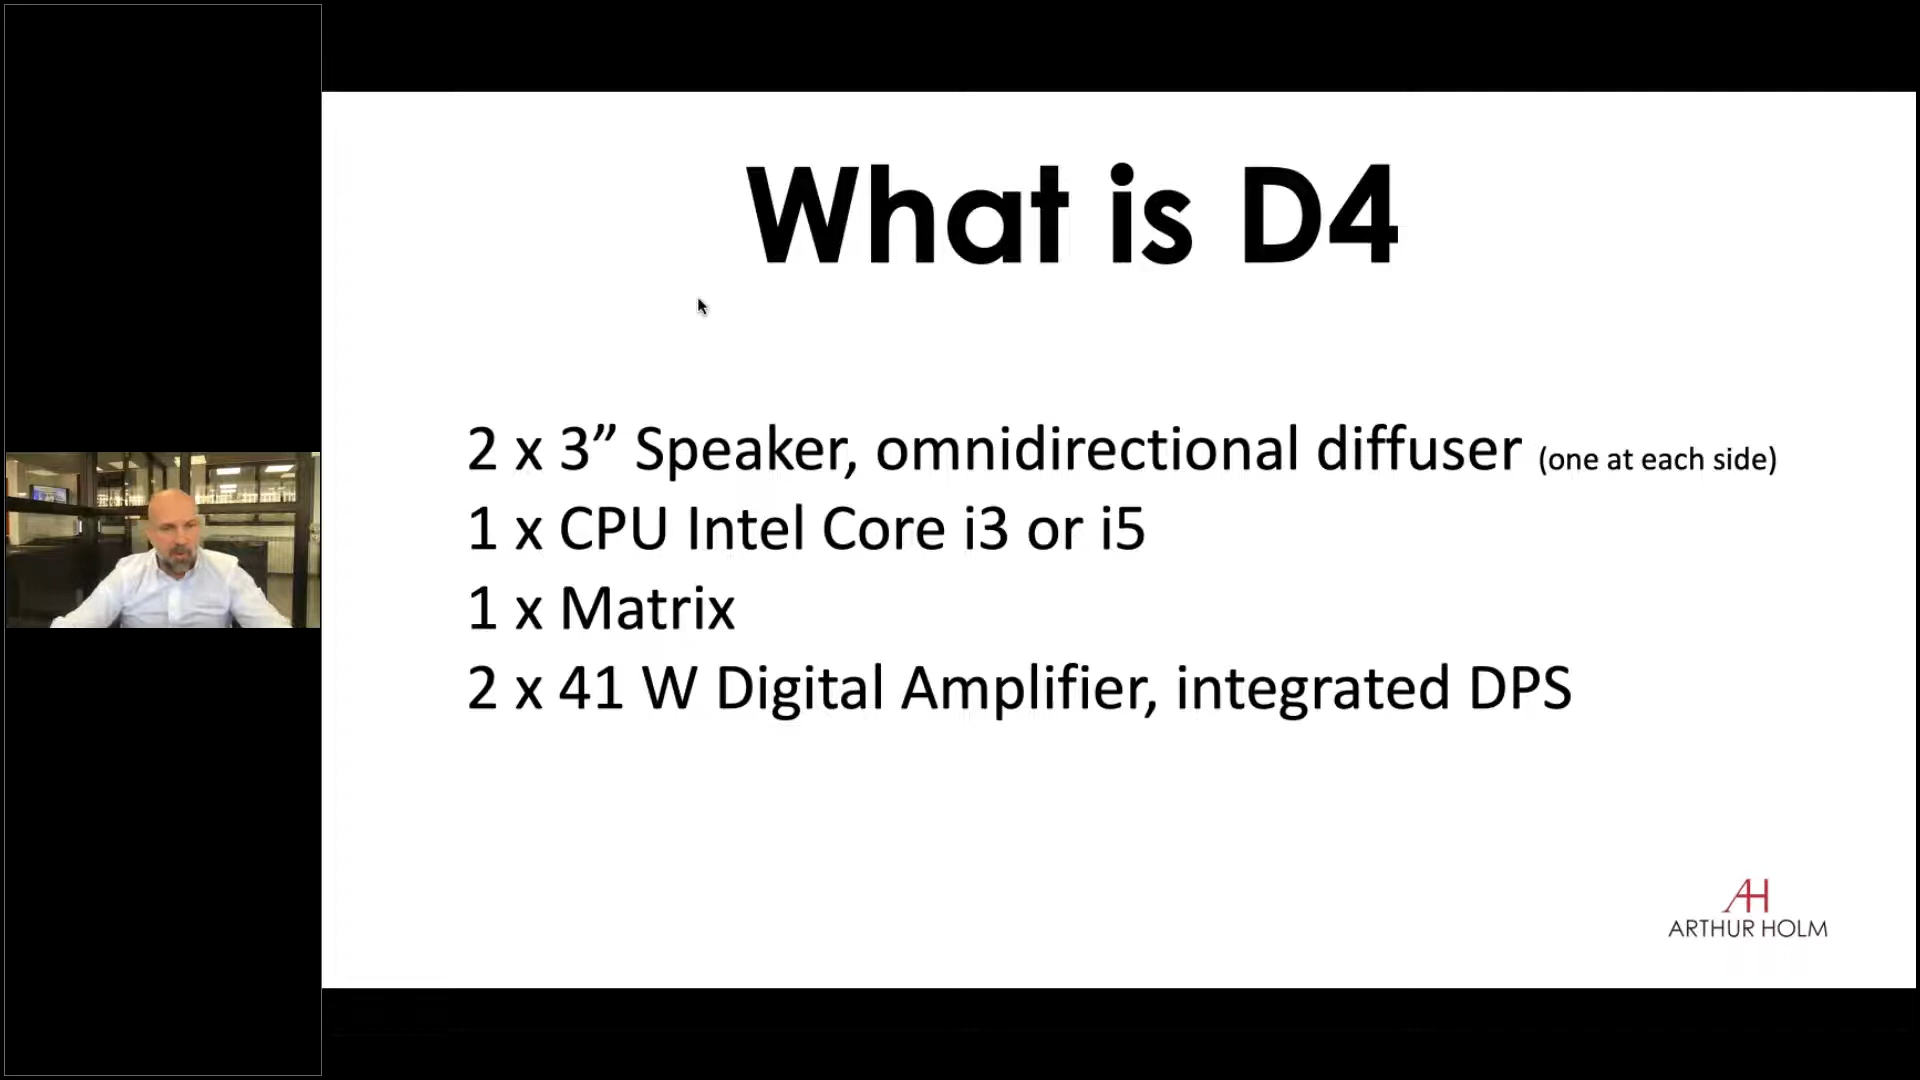 What is D4
2 x 3” Speaker, omnidirectional diffuser (one at each side)
1 x CPU Intel Core i3 or i5
1 x Matrix
2 x 41 W Digital Amplifier, integrated DPS
AH
ARTHUR HOLM